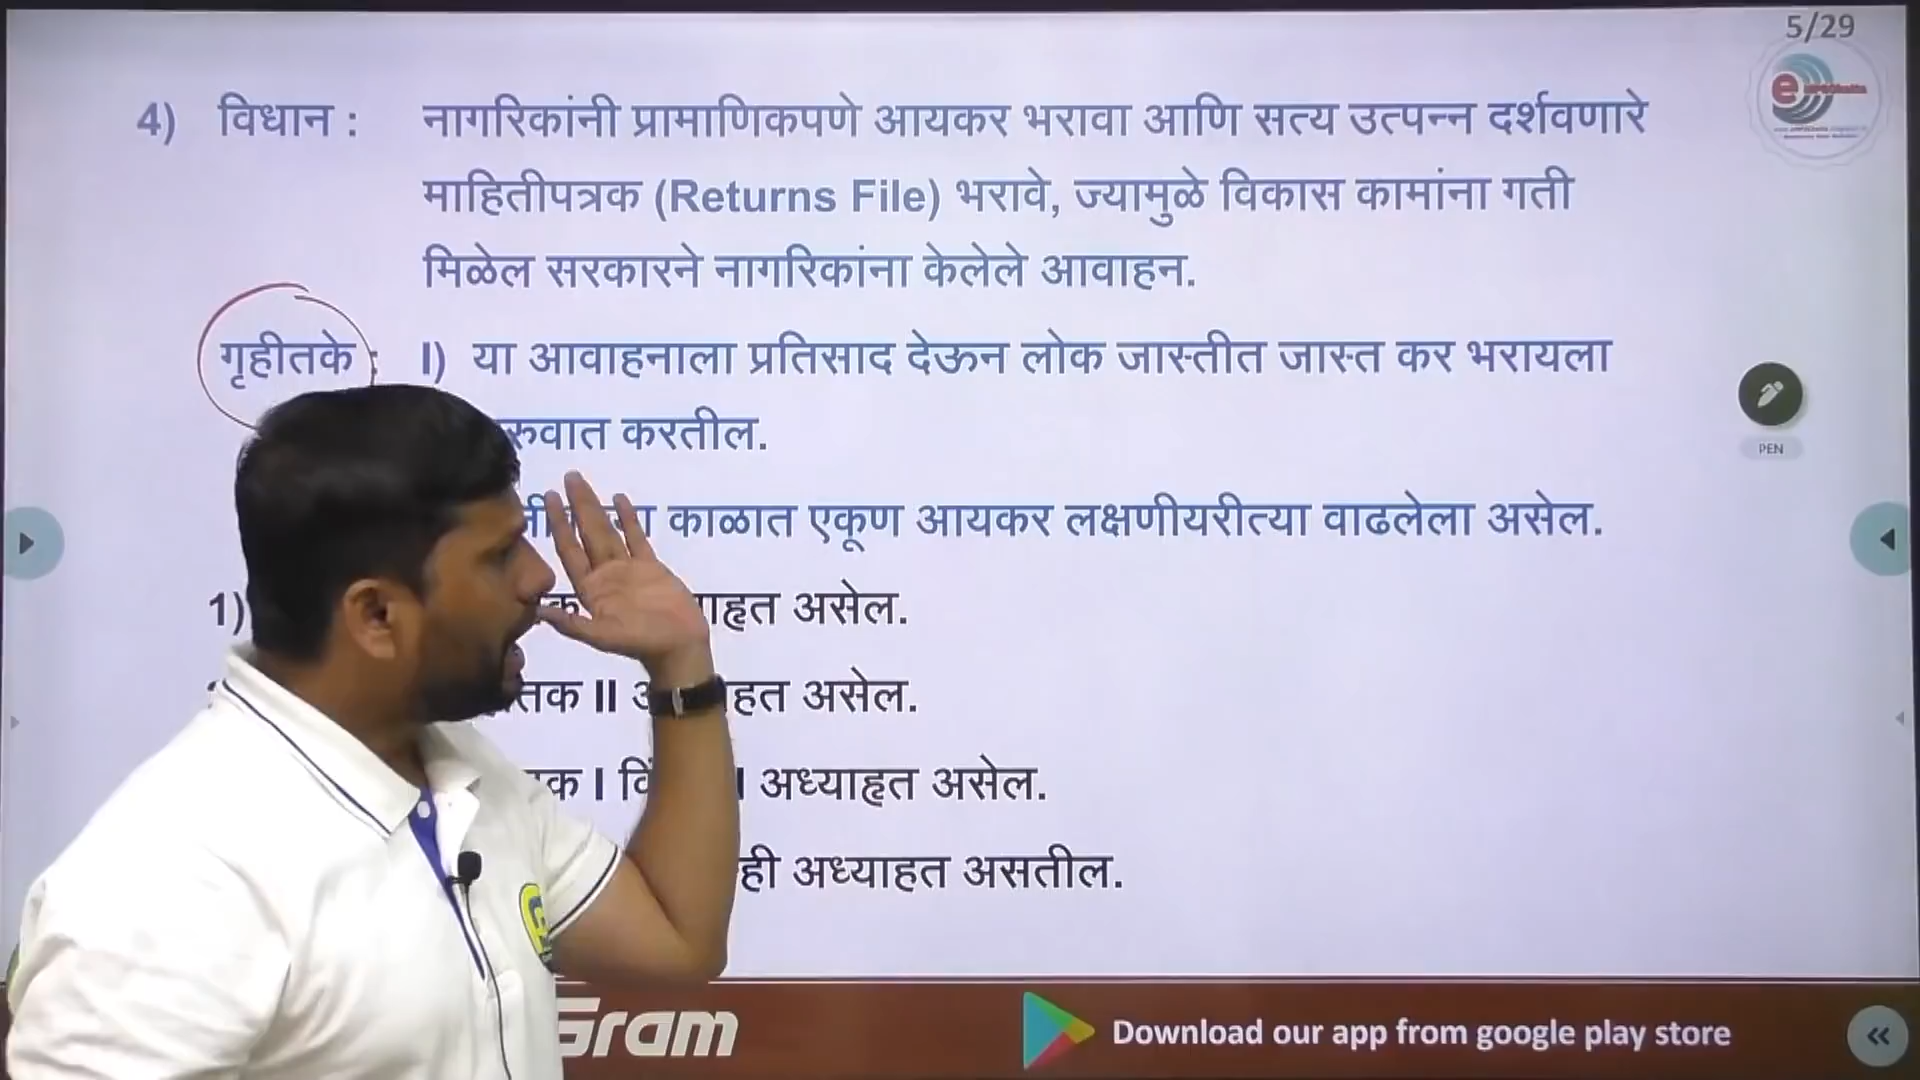 5/29
4) विधान : नागरिकांनी प्रामाणिकपणे आयकर भरावा आणि सत्य उत्पन्न दर्शवणारे
माहितीपत्रक (Returns File) भरावे, ज्यामुळे विकास कामांना गती
मिळेल सरकारने नागरिकांना केलेले आवाहन.
गृहीतके : I) या आवाहनाला प्रतिसाद देऊन लोक जास्तीत जास्त कर भरायला
करतील.
काळात एकूण आयकर लक्षणीयरीत्या वाढलेला असेल.
1) असेल.
II असेल.
I अध्याहृत असेल.
ही अध्याहत असतील.
PEN
Gram
Download our app from google play store